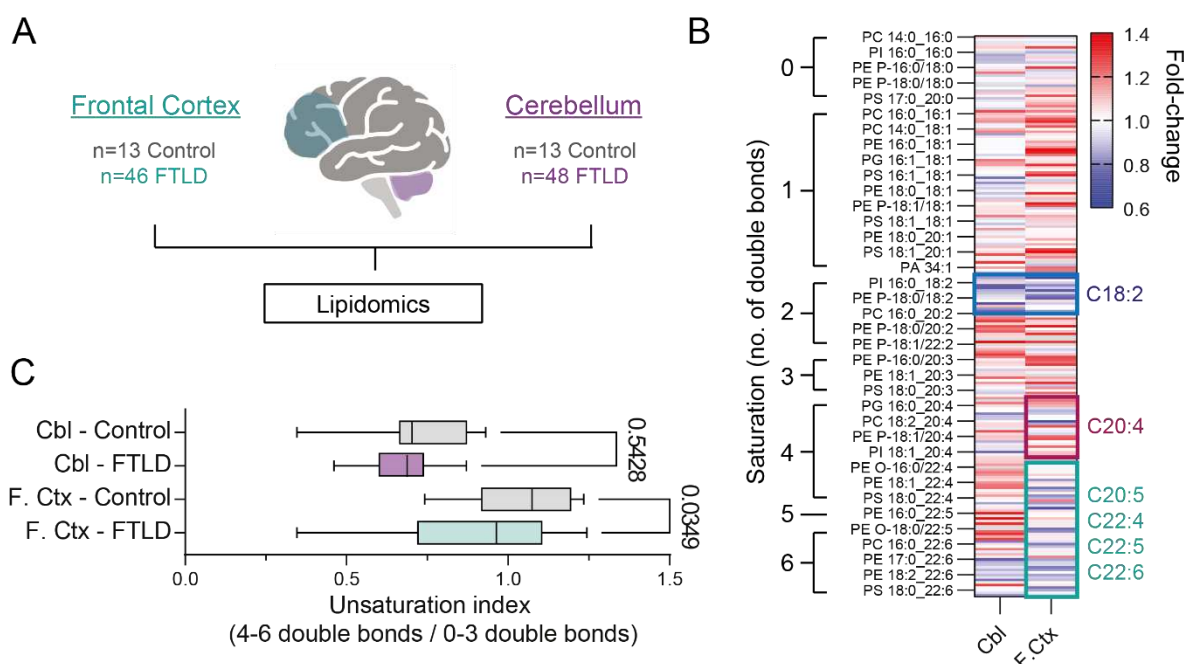 A
Frontal Cortex
n=13 Control
n=46 FTLD
Cerebellum
n=13 Control
n=48 FTLD
Lipidomics
B
Saturation (no. of double bonds)
0
1
2
3
4
5
6
PC 14:0_16:0
PI 16:0_16:0
PE P-16:0/18:0
PE P-18:0/18:0
PS 17:0_20:0
PC 16:0_16:1
PC 14:0_18:1
PE 16:0_18:1
PG 16:1_18:1
PS 16:1_18:1
PE 18:0_18:1
PE P-18:1/18:1
PS 18:1_18:1
PE 18:0_20:1
PS 18:1_20:1
PA 34:1
PI 16:0_18:2
PE P-18:0/18:2
PC 16:0_20:2
PE P-18:0/20:2
PE P-18:1/22:2
PE P-16:0/20:3
PE 18:1_20:3
PS 18:0_20:3
PG 16:0_20:4
PC 18:2_20:4
PE P-18:1/20:4
PI 18:1_20:4
PE O-16:0/22:4
PE 18:1_22:4
PS 18:0_22:4
PE 16:0_22:5
PE O-18:0/22:5
PC 16:0_22:6
PE 17:0_22:6
PE 18:2_22:6
PS 18:0_22:6
Cbl
F.Ctx
C18:2
C20:4
C20:5
C22:4
C22:5
C22:6
1.4
1.2
1.0
0.8
0.6
Fold-change
C
Cbl - Control
Cbl - FTLD
F. Ctx - Control
F. Ctx - FTLD
0.5428
0.0349
0.0
0.5
1.0
1.5
Unsaturation index
(4-6 double bonds / 0-3 double bonds)